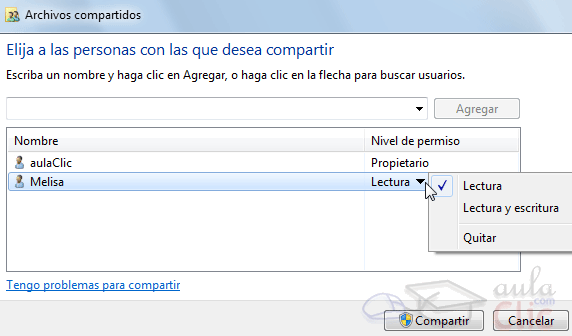 Archivos compartidos
Elija a las personas con las que desea compartir
Escriba un nombre y haga clic en Agregar, o haga clic en la flecha para buscar usuarios.
Agregar
Nombre Nivel de permiso
aulaClic Propietario
Melisa Lectura
Lectura
Lectura y escritura
Quitar
Tengo problemas para compartir
aula
.com
Clic
Compartir Cancelar